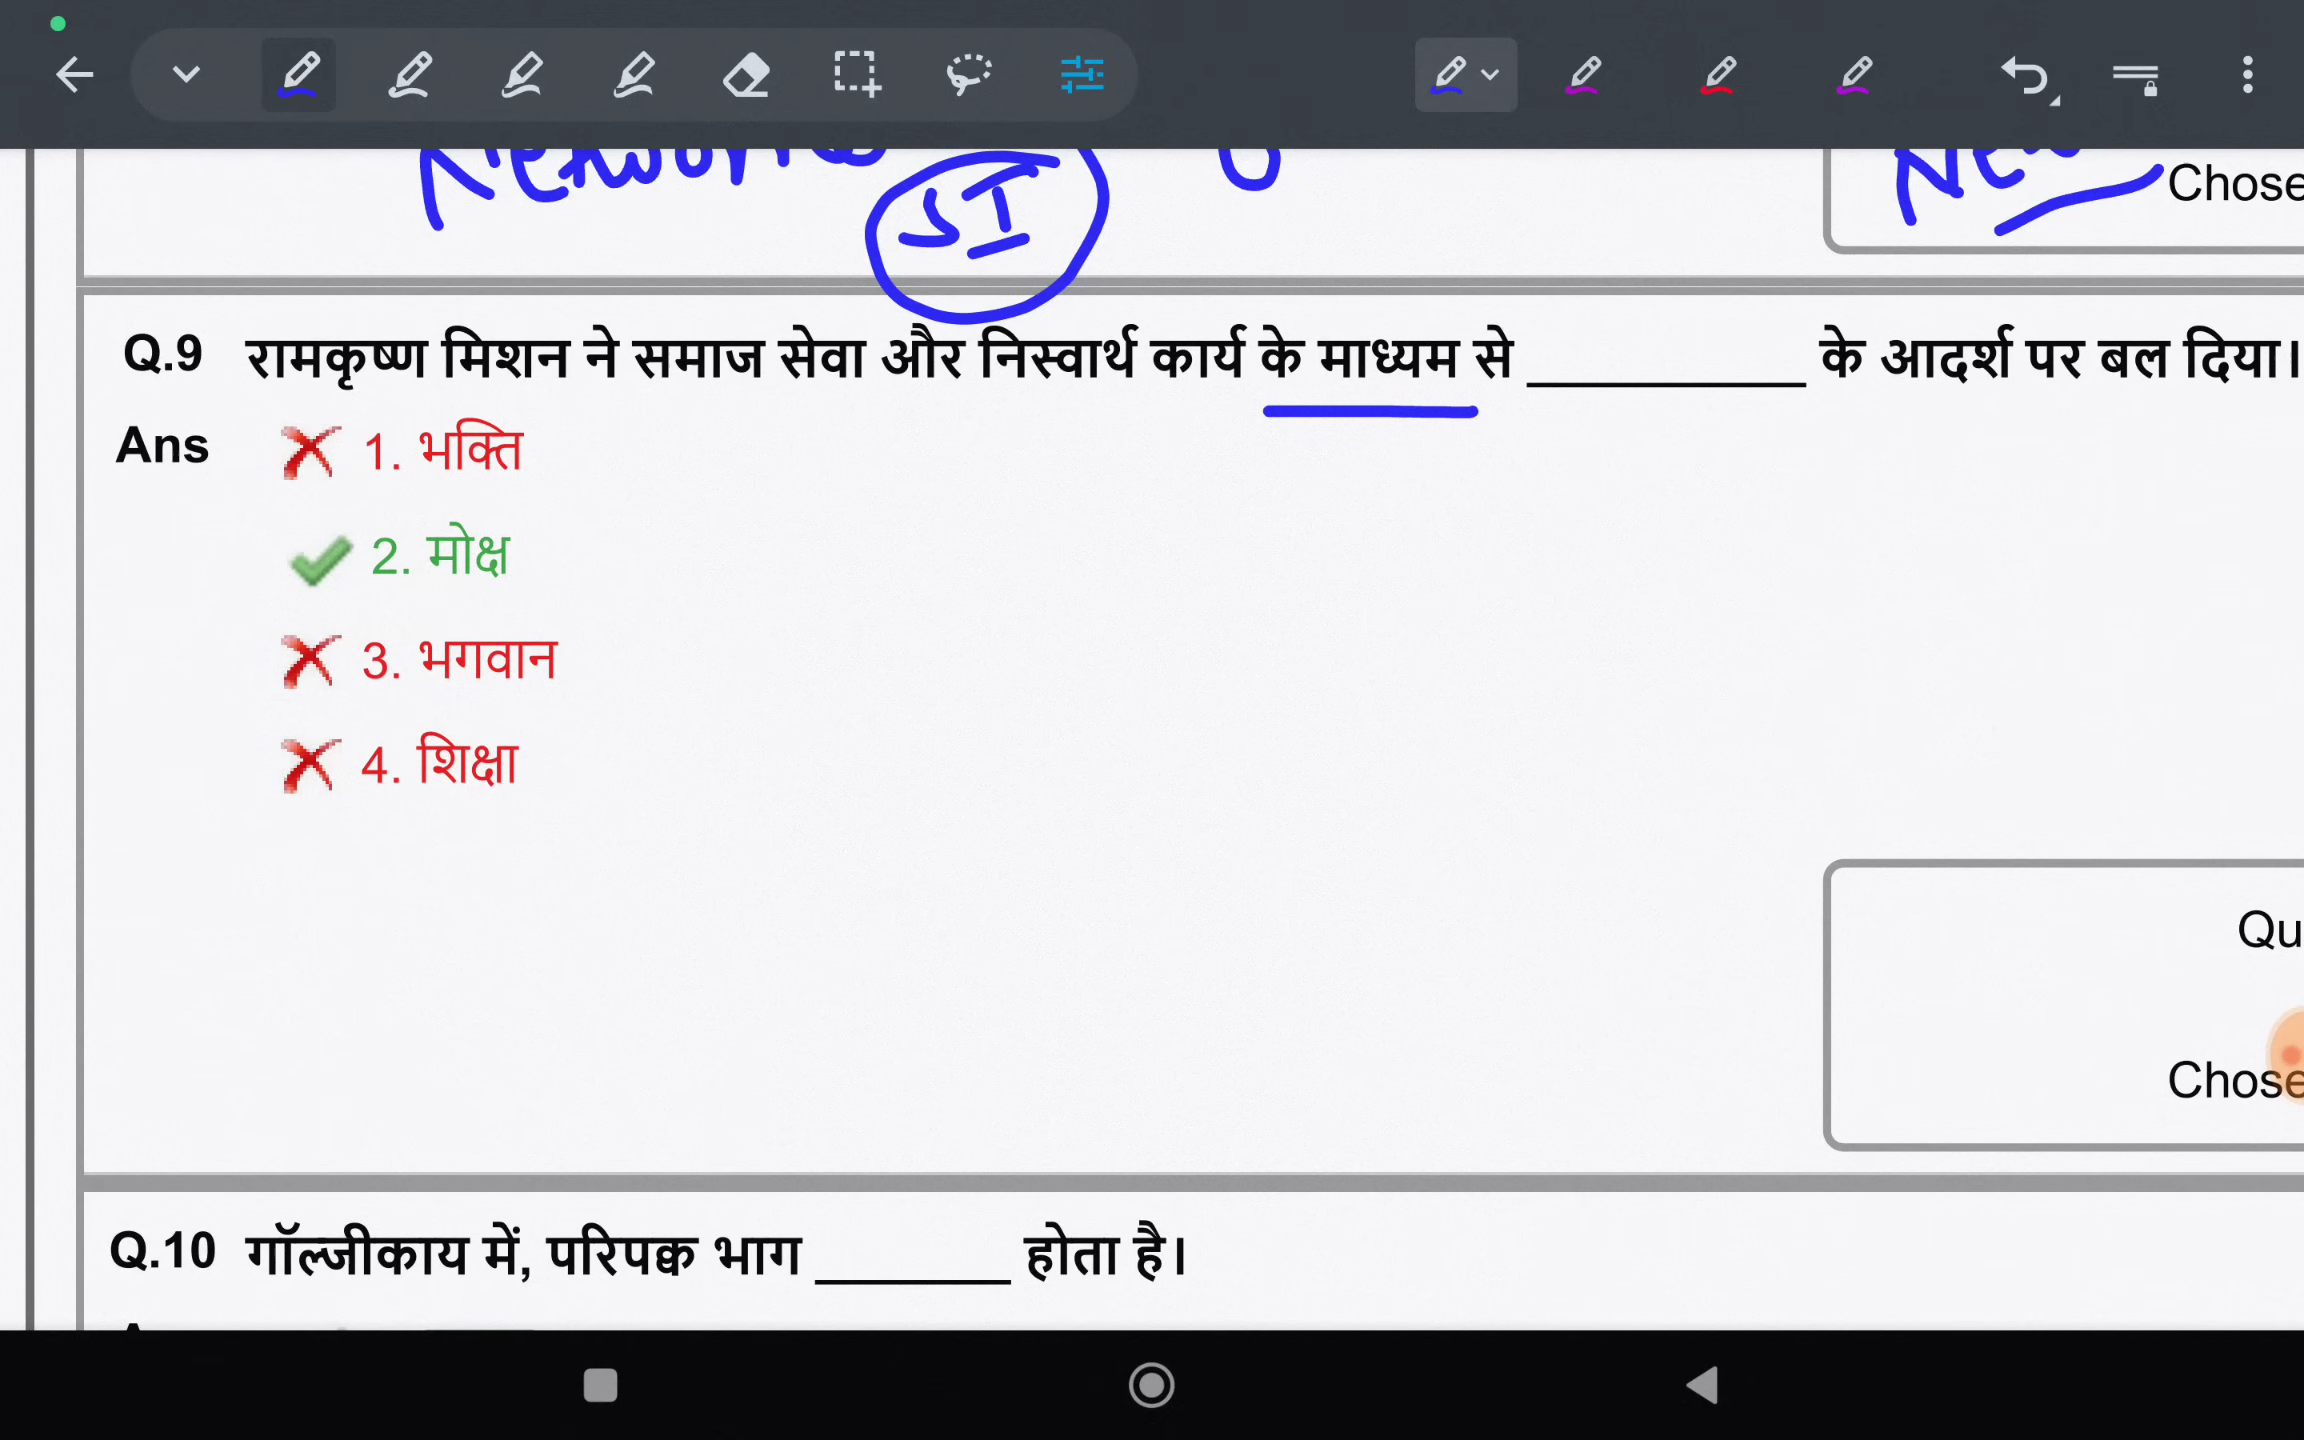 SI
Chose
Q.9 रामकृष्ण मिशन ने समाज सेवा और निस्वार्थ कार्य के माध्यम से __________ के आदर्श पर बल दिया।
Ans 1. भक्ति
2. मोक्ष
3. भगवान
4. शिक्षा
Qu
Chose
Q.10 गॉल्जीकाय में, परिपक्व भाग _______ होता है।